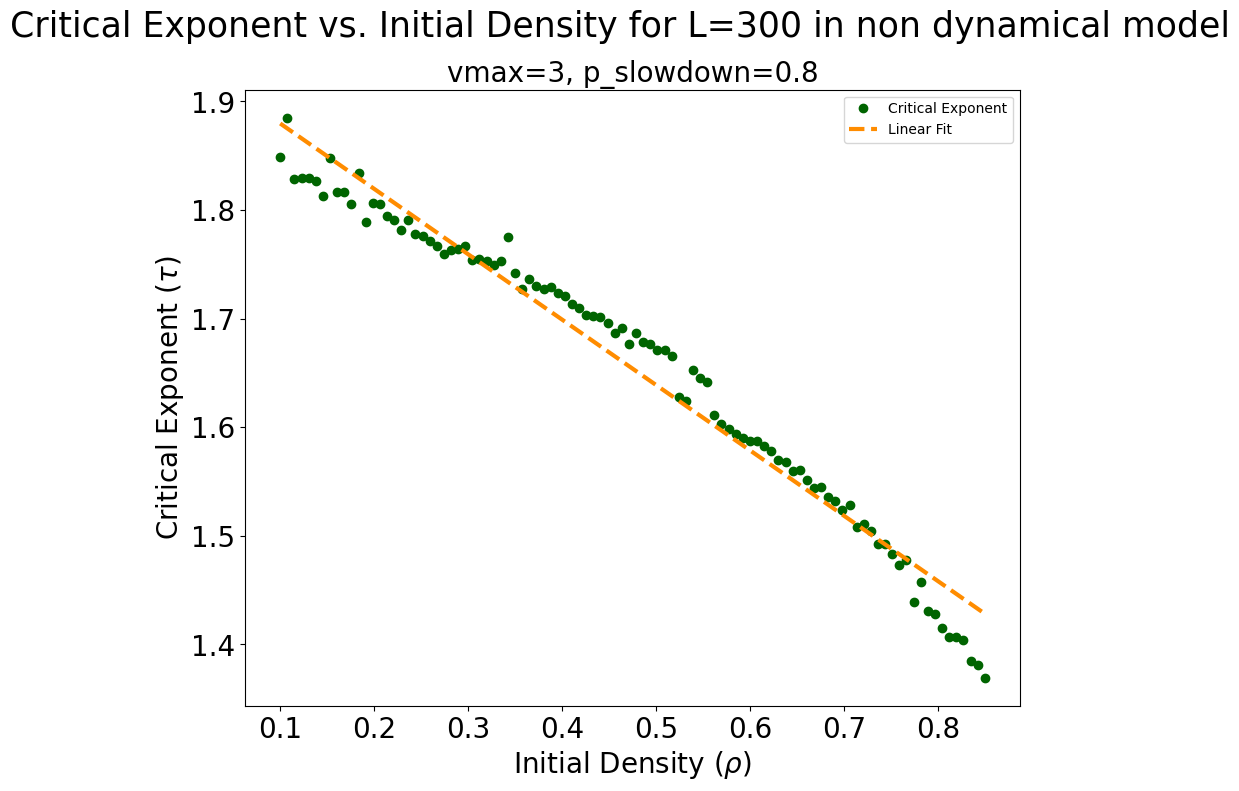 Critical Exponent vs. Initial Density for L=300 in non dynamical model
vmax=3, p_slowdown=0.8
Critical Exponent
Linear Fit
Critical Exponent (τ)
1.9
1.8
1.7
1.6
1.5
1.4
0.1 0.2 0.3 0.4 0.5 0.6 0.7 0.8
Initial Density (ρ)